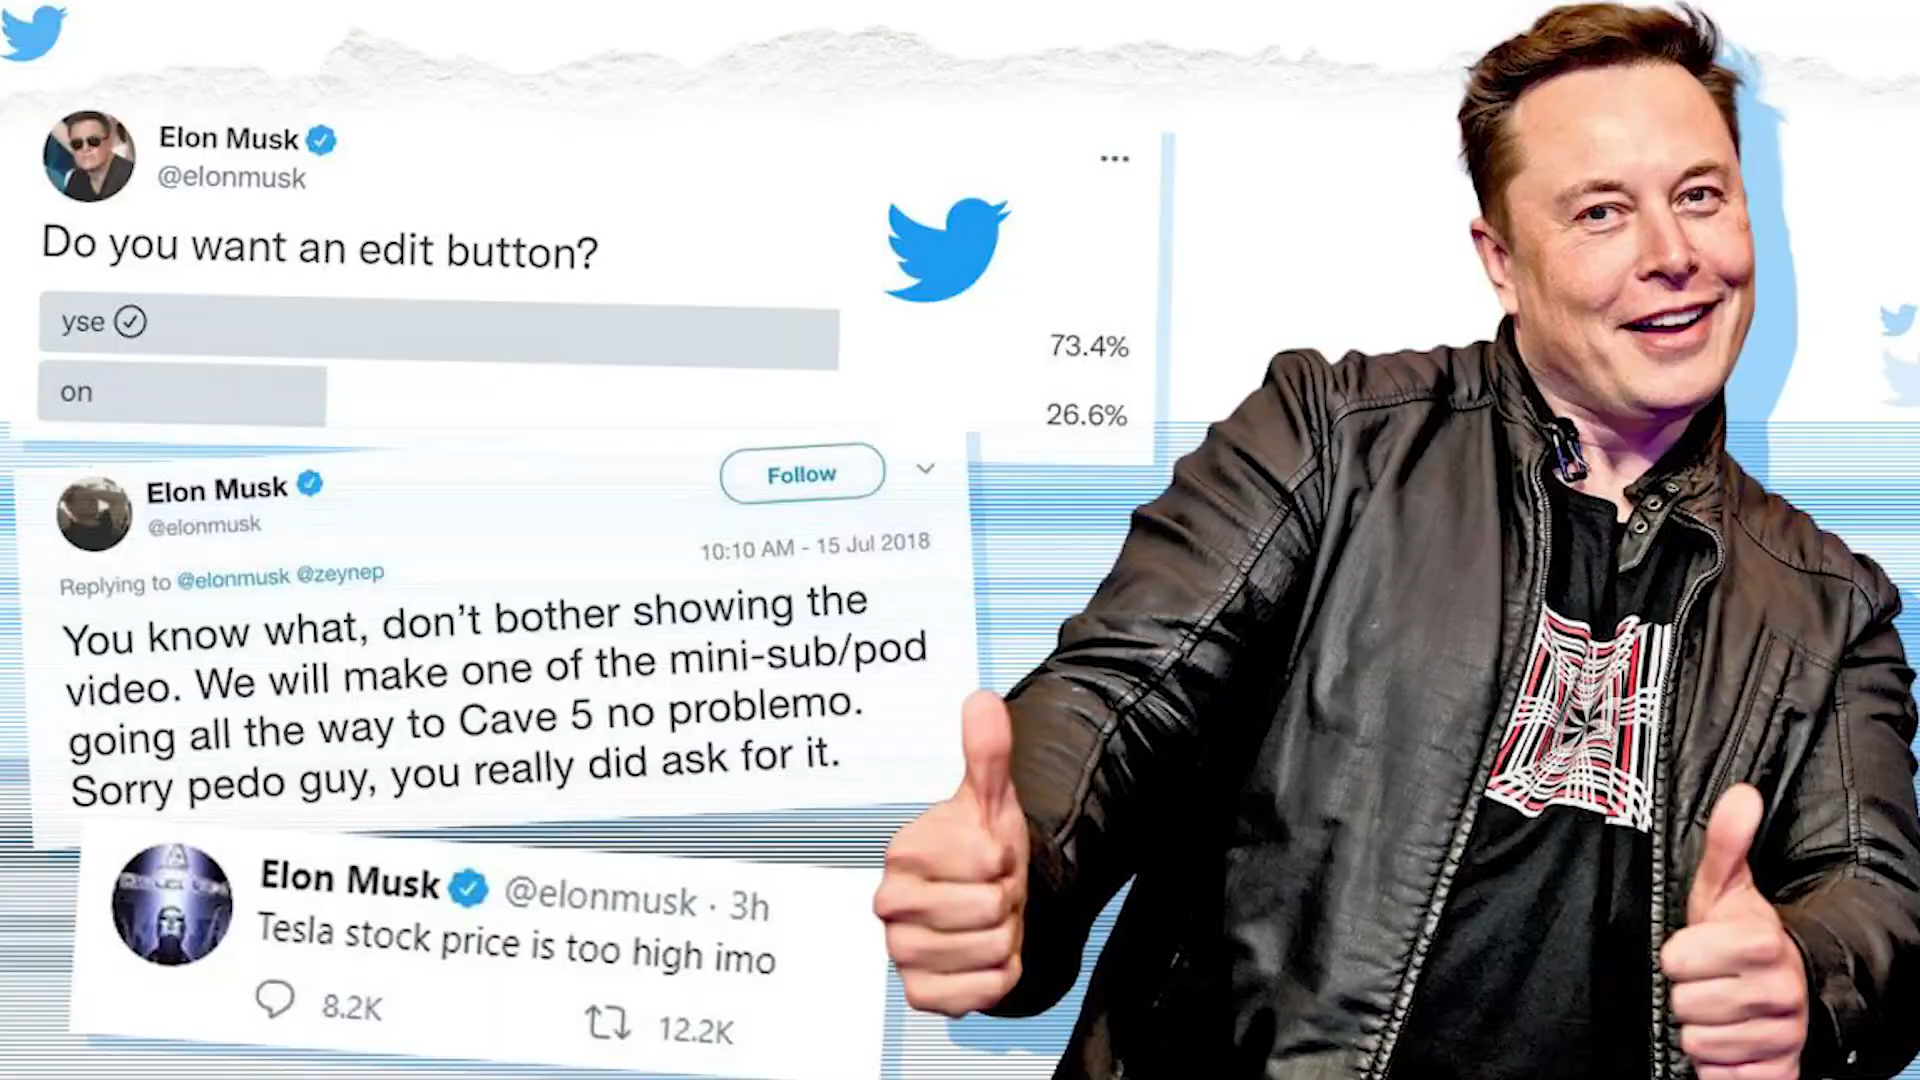 Elon Musk
@elonmusk
Do you want an edit button?
yse
73.4%
on
26.6%
Elon Musk
@elonmusk
Follow
10:10 AM - 15 Jul 2018
Replying to @elonmusk @zeynep
You know what, don’t bother showing the
video. We will make one of the mini-sub/pod
going all the way to Cave 5 no problemo.
Sorry pedo guy, you really did ask for it.
Elon Musk @elonmusk · 3h
Tesla stock price is too high imo
8.2K 12.2K